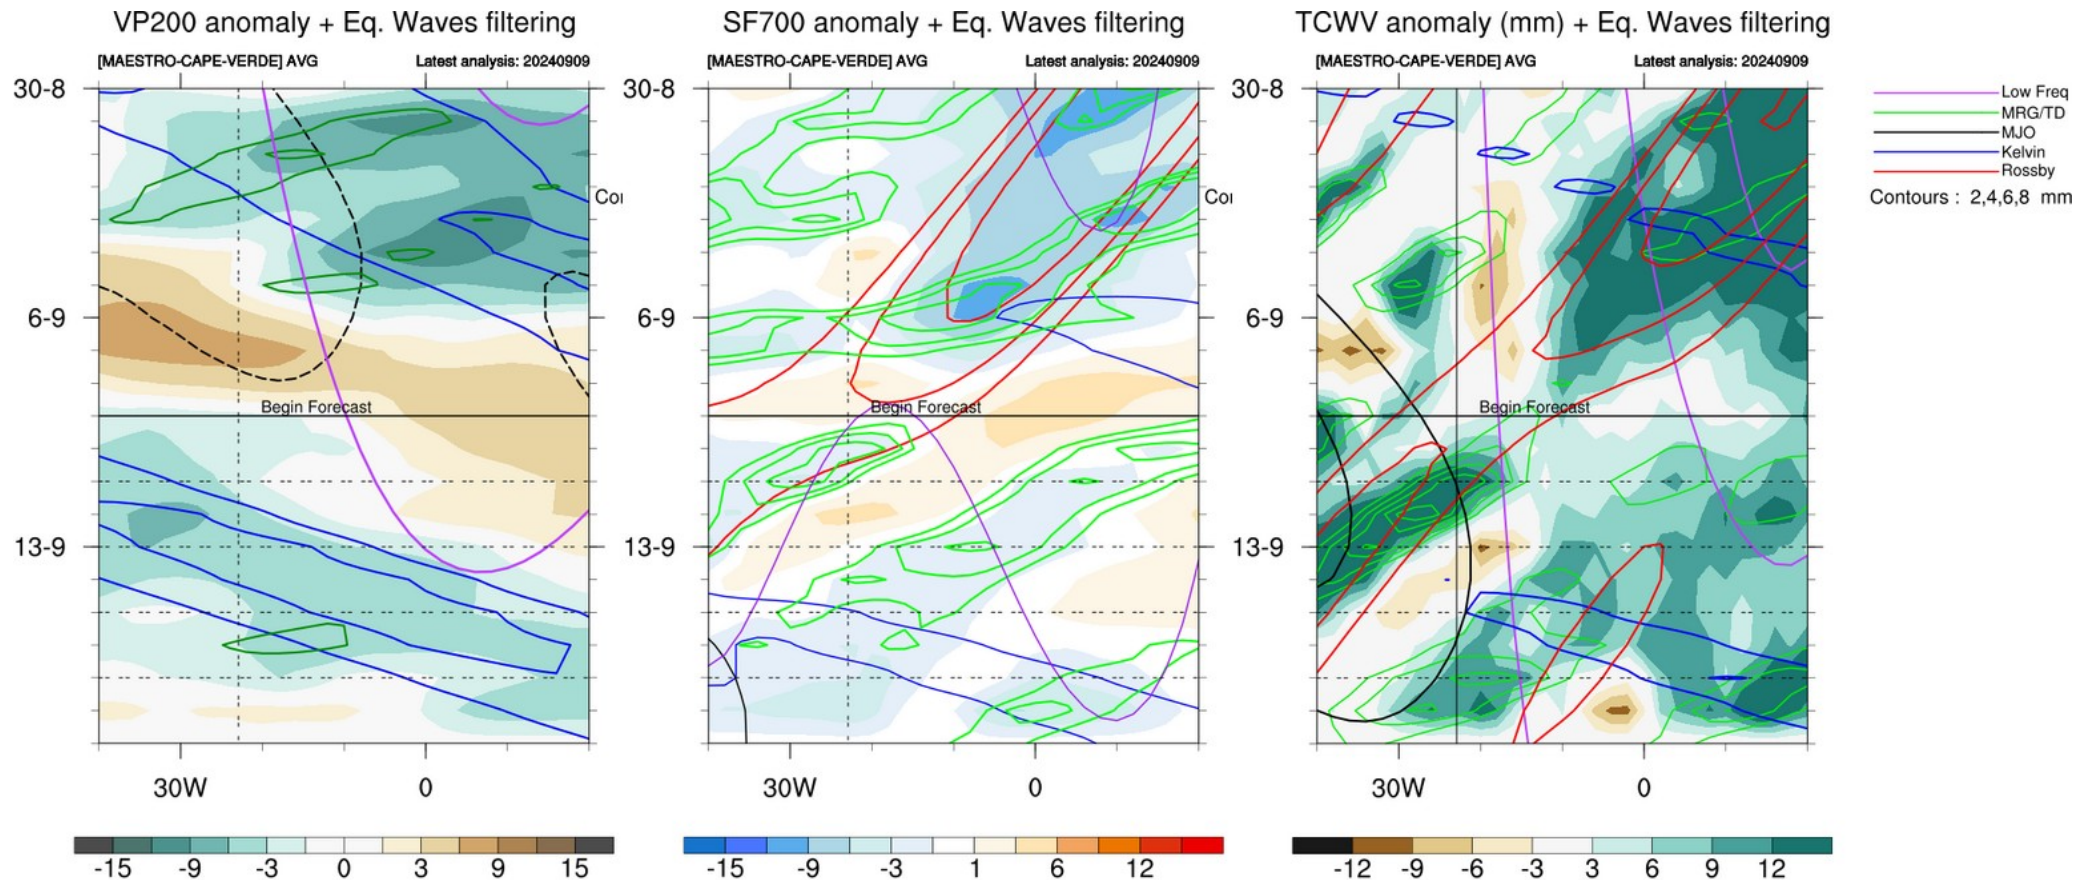 VP200 anomaly + Eq. Waves filtering
[MAESTRO-CAPE-VERDE] AVG
Latest analysis: 20240909
30-8
6-9
13-9
Begin Forecast
Coı
30W
0
-15 -9 -3 0 3 9 15
SF700 anomaly + Eq. Waves filtering
[MAESTRO-CAPE-VERDE] AVG
Latest analysis: 20240909
30-8
6-9
13-9
Begin Forecast
Coı
30W
0
-15 -9 -3 1 6 12
TCWV anomaly (mm) + Eq. Waves filtering
[MAESTRO-CAPE-VERDE] AVG
Latest analysis: 20240909
30-8
6-9
13-9
Begin Forecast
30W
0
-12 -9 -6 -3 3 6 9 12
Low Freq
MRG/TD
MJO
Kelvin
Rossby
Contours : 2,4,6,8 mm